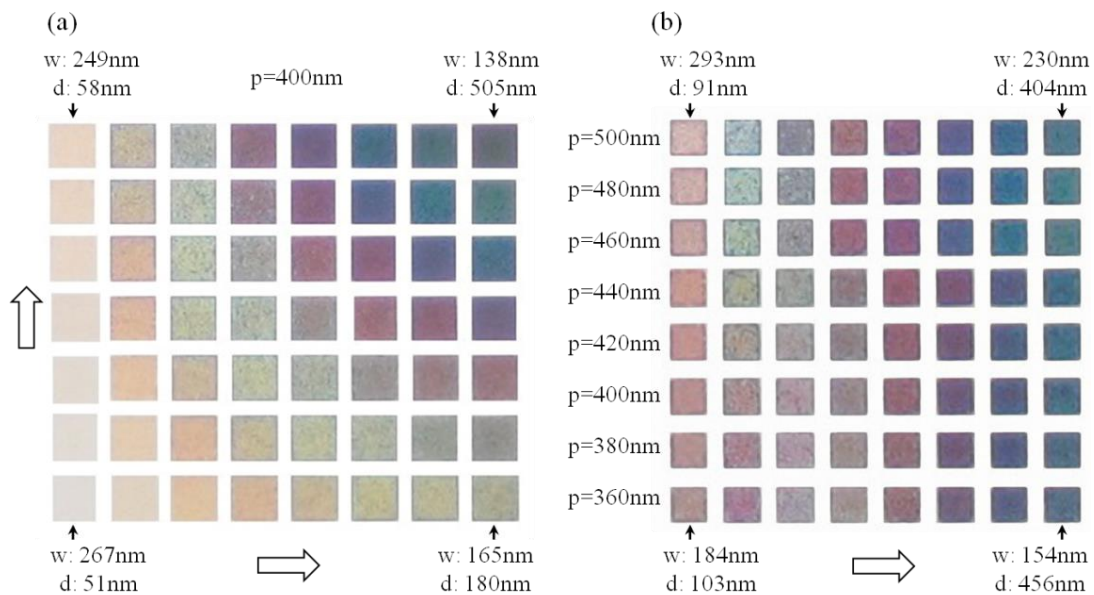 (a)
w: 249nm
d: 58nm
p=400nm
w: 138nm
d: 505nm
w: 267nm
d: 51nm
w: 165nm
d: 180nm
(b)
w: 293nm
d: 91nm
w: 230nm
d: 404nm
p=500nm
p=480nm
p=460nm
p=440nm
p=420nm
p=400nm
p=380nm
p=360nm
w: 184nm
d: 103nm
w: 154nm
d: 456nm